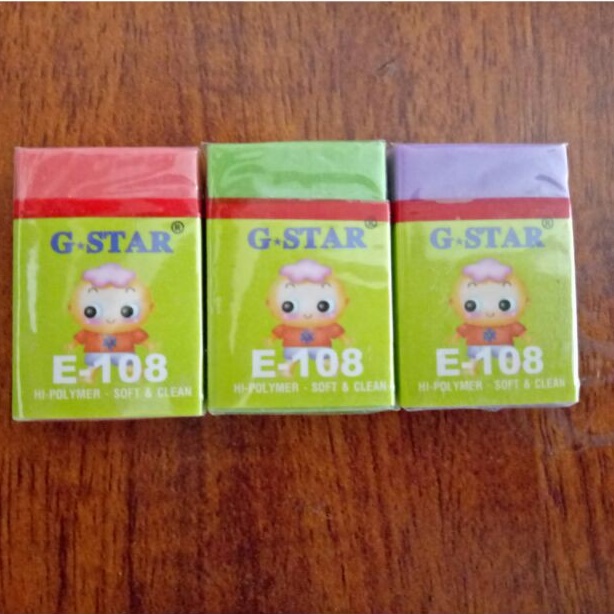 G★STAR®
E-108
HI-POLYMER - SOFT & CLEAN
G★STAR®
E-108
HI-POLYMER - SOFT & CLEAN
G★STAR®
E-108
HI-POLYMER - SOFT & CLEAN